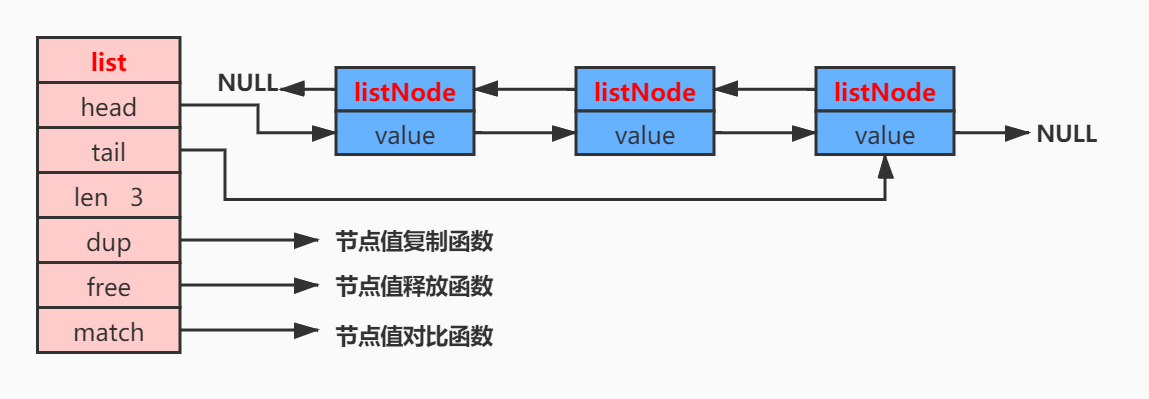 list
head
tail
len 3
dup
free
match
NULL
listNode
value
listNode
value
listNode
value
NULL
节点值复制函数
节点值释放函数
节点值对比函数